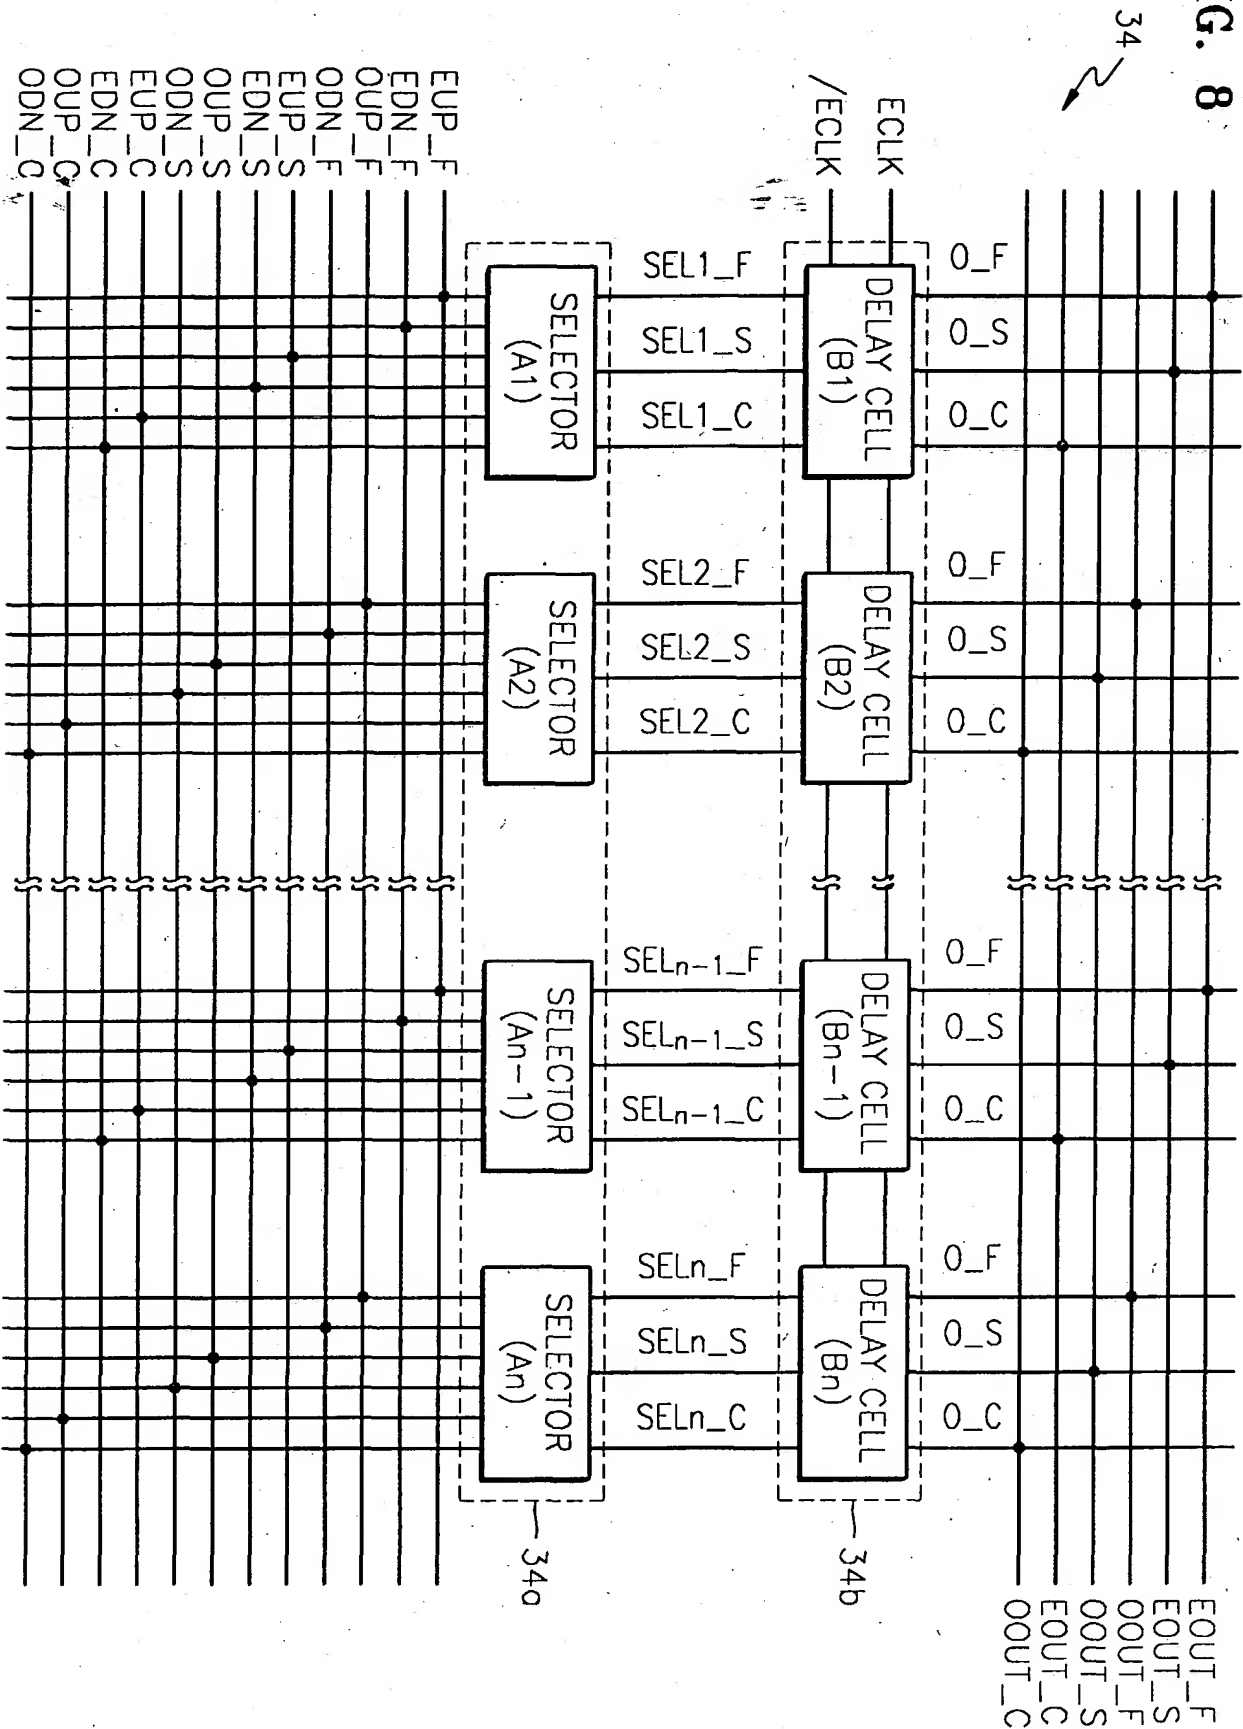 G. 8
34
EOUT_F
EOUT_S
OOUT_F
OOUT_S
EOUT_C
OOUT_C
O_F
O_S
O_C
O_F
O_S
O_C
O_F
O_S
O_C
O_F
O_S
O_C
ECLK
/ECLK
DELAY CELL
(B1)
DELAY CELL
(B2)
DELAY CELL
(Bn-1)
DELAY CELL
(Bn)
34b
SEL1_F
SEL1_S
SEL1_C
SEL2_F
SEL2_S
SEL2_C
SELn-1_F
SELn-1_S
SELn-1_C
SELn_F
SELn_S
SELn_C
SELECTOR
(A1)
SELECTOR
(A2)
SELECTOR
(An-1)
SELECTOR
(An)
34a
EUP_F
EDN_F
OUP_F
ODN_F
EUP_S
EDN_S
OUP_S
ODN_S
EUP_C
EDN_C
OUP_C
ODN_C